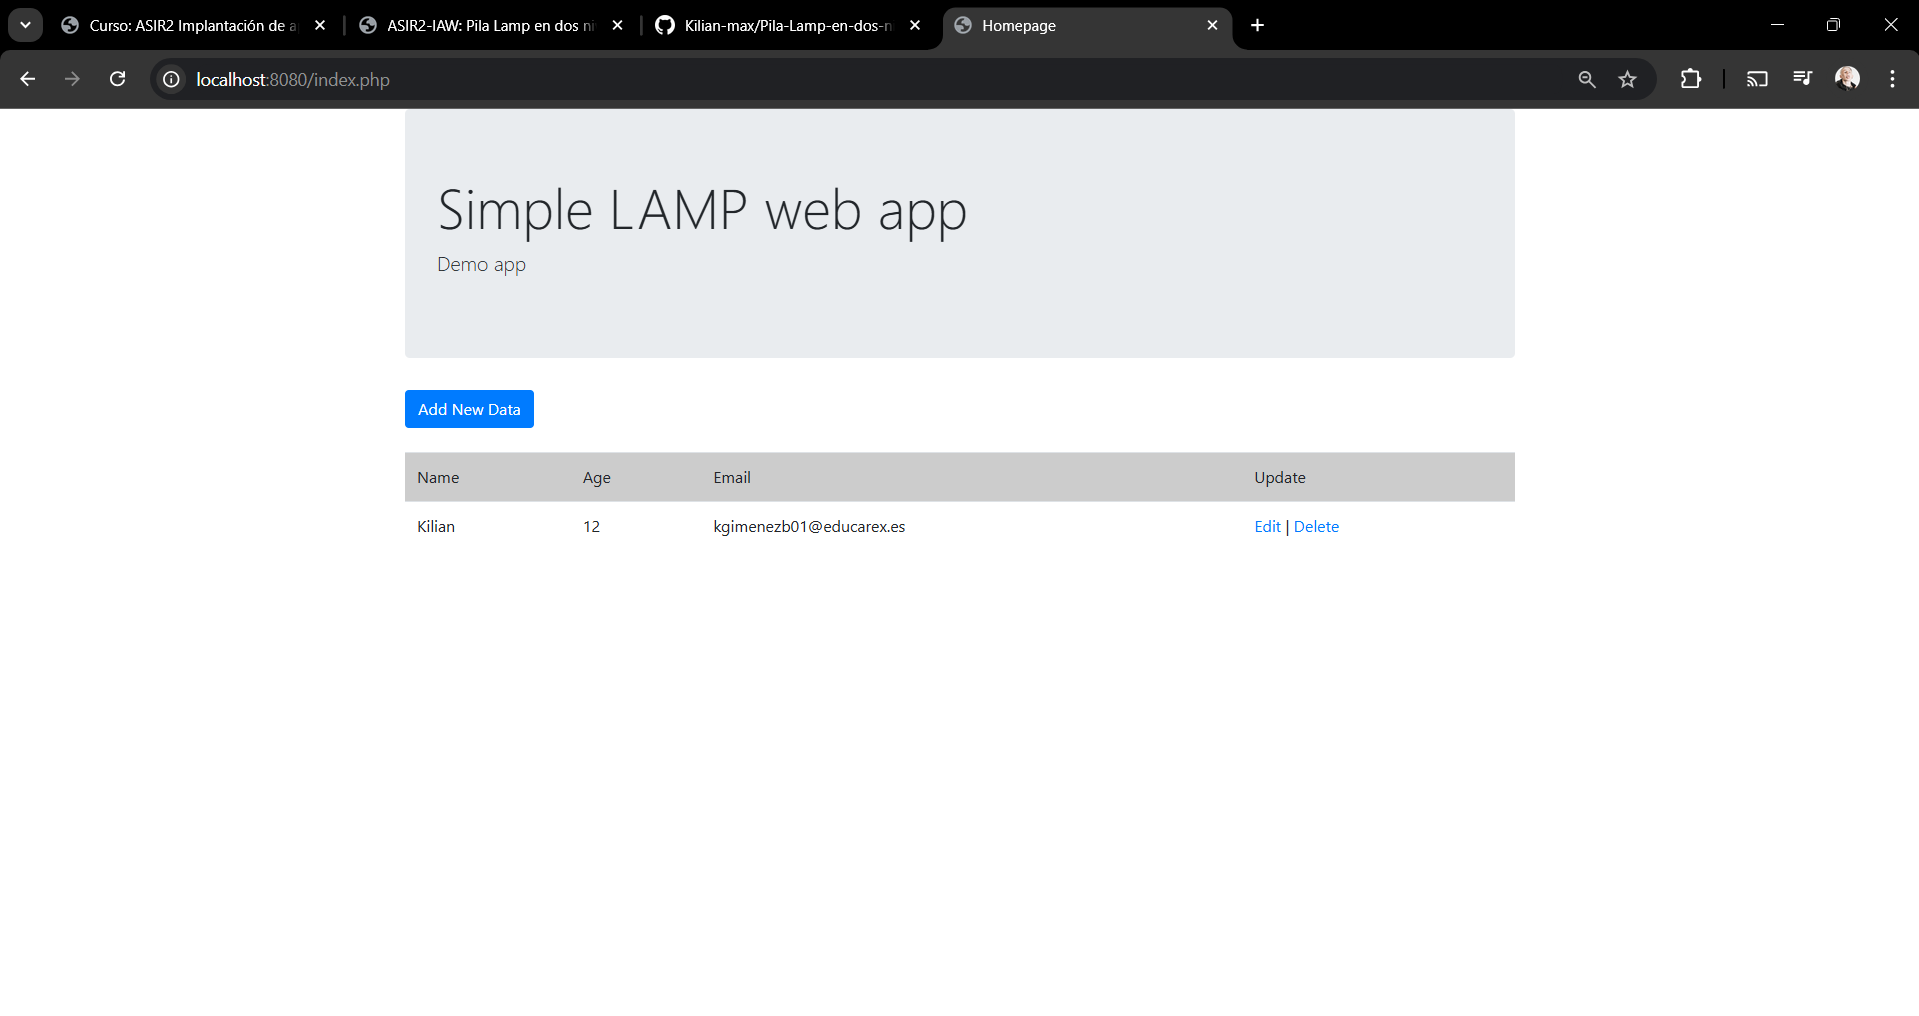 Curso: ASIR2 Implantación de a
ASIR2-IAW: Pila Lamp en dos ni
Kilian-max/Pila-Lamp-en-dos-n
Homepage
localhost:8080/index.php
Simple LAMP web app
Demo app
Add New Data
Name Age Email Update
Kilian 12 kgimenezb01@educarex.es Edit | Delete